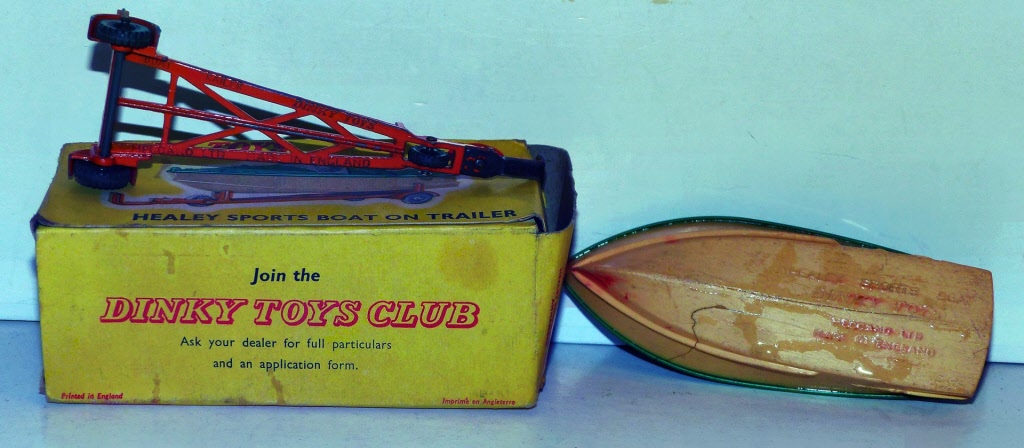 DINKY TOYS
MADE IN ENGLAND
HEALEY SPORTS BOAT ON TRAILER
Join the
DINKY TOYS CLUB
Ask your dealer for full particulars
and an application form.
Printed in England
Imprimé en Angleterre
HEALEY SPORTS BOAT
DINKY TOYS
MECCANO LTD
MADE IN ENGLAND